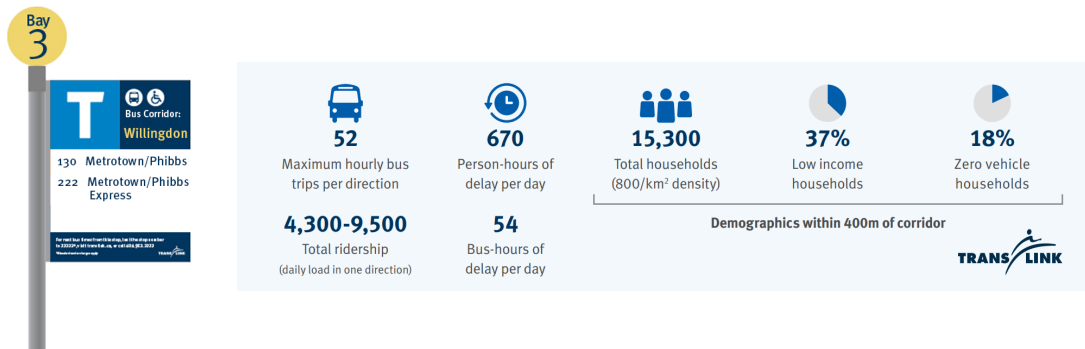 Bay
3
T
Bus Corridor:
Willingdon
130 Metrotown/Phibbs
222 Metrotown/Phibbs
Express
TRANSLINK
52
Maximum hourly bus
trips per direction
670
Person-hours of
delay per day
15,300
Total households
(800/km² density)
37%
Low income
households
18%
Zero vehicle
households
4,300-9,500
Total ridership
(daily load in one direction)
54
Bus-hours of
delay per day
Demographics within 400m of corridor
TRANSLINK